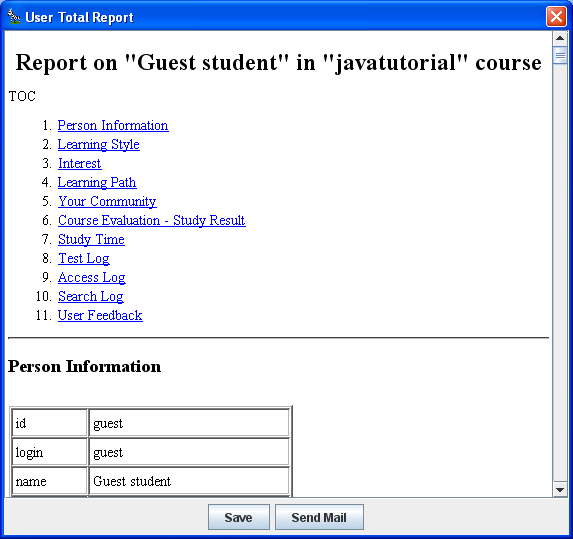 User Total Report
Report on "Guest student" in "javatutorial" course
TOC
1. Person Information
2. Learning Style
3. Interest
4. Learning Path
5. Your Community
6. Course Evaluation - Study Result
7. Study Time
8. Test Log
9. Access Log
10. Search Log
11. User Feedback
Person Information
id guest
login guest
name Guest student
Save Send Mail